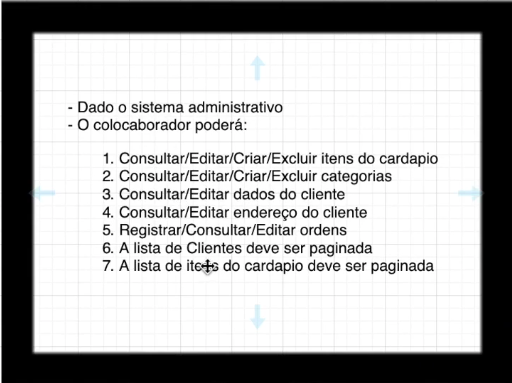 - Dado o sistema administrativo
- O colocaborador poderá:
1. Consultar/Editar/Criar/Excluir itens do cardapio
2. Consultar/Editar/Criar/Excluir categorias
3. Consultar/Editar dados do cliente
4. Consultar/Editar endereço do cliente
5. Registrar/Consultar/Editar ordens
6. A lista de Clientes deve ser paginada
7. A lista de itens do cardapio deve ser paginada